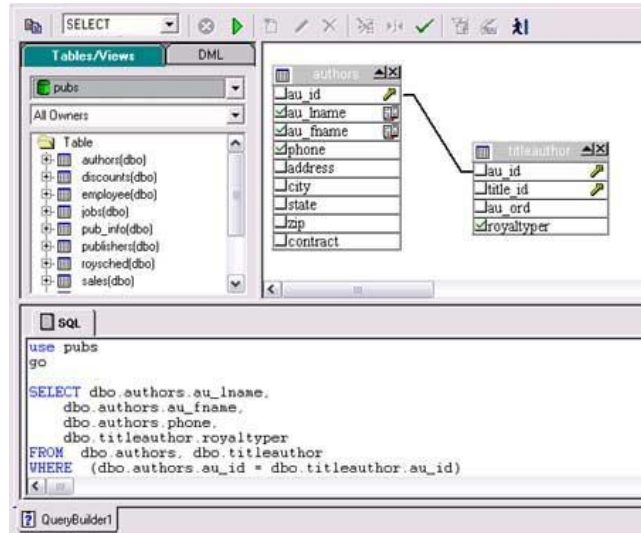 SELECT
Tables/Views
DML
pubs
All Owners
Table
authors(dbo)
discounts(dbo)
employee(dbo)
jobs(dbo)
pub_info(dbo)
publishers(dbo)
roysched(dbo)
sales(dbo)
authors
au_id
au_lname
au_fname
phone
address
city
state
zip
contract
titleauthor
au_id
title_id
au_ord
royaltyper
SQL
use pubs
go
SELECT dbo.authors.au_lname,
dbo.authors.au_fname,
dbo.authors.phone,
dbo.titleauthor.royaltyper
FROM dbo.authors, dbo.titleauthor
WHERE (dbo.authors.au_id = dbo.titleauthor.au_id)
QueryBuilder1